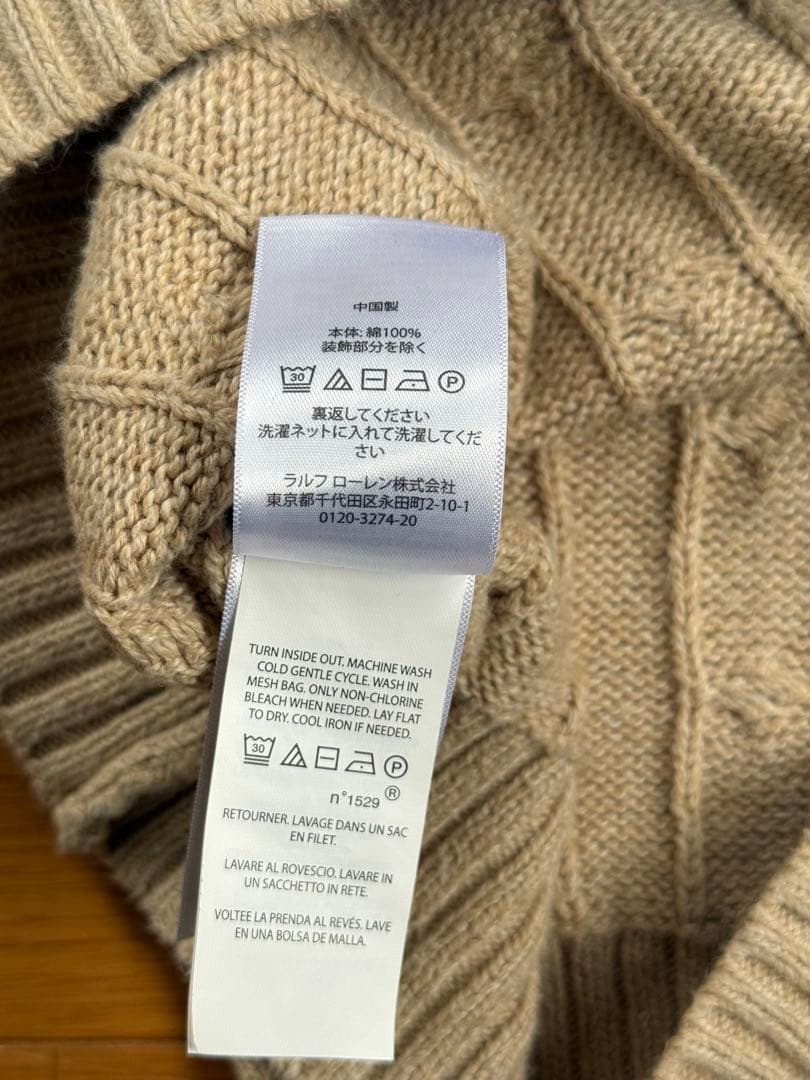 中国製
本体: 綿100%
装飾部分を除く
30
P
裏返してください
洗濯ネットに入れて洗濯してくだ
さい
ラルフ ローレン株式会社
東京都千代田区永田町2-10-1
0120-3274-20
TURN INSIDE OUT. MACHINE WASH
COLD GENTLE CYCLE. WASH IN
MESH BAG. ONLY NON-CHLORINE
BLEACH WHEN NEEDED. LAY FLAT
TO DRY. COOL IRON IF NEEDED.
30
P
n°1529 ®
RETOURNER. LAVAGE DANS UN SAC
EN FILET.
LAVARE AL ROVESCIO. LAVARE IN
UN SACCHETTO IN RETE.
VOLTEE LA PRENDA AL REVÉS. LAVE
EN UNA BOLSA DE MALLA.